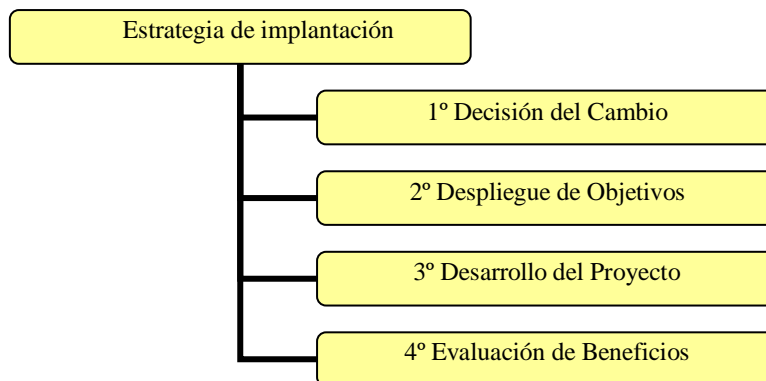 Estrategia de implantación
1º Decisión del Cambio
2º Despliegue de Objetivos
3º Desarrollo del Proyecto
4º Evaluación de Beneficios